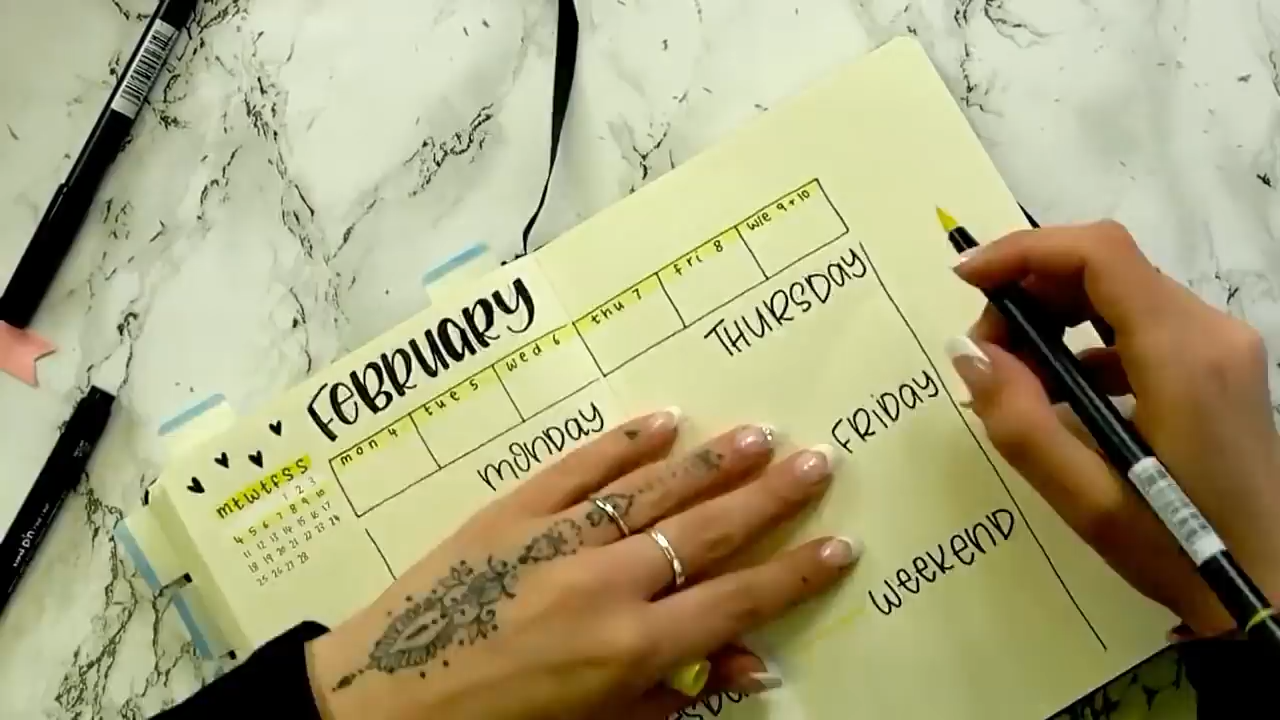 FEBRUARY
mon 4 tue 5 wed 6 thu 7 fri 8 w/e 9+10
mtwtfss
1 2 3
4 5 6 7 8 9 10
11 12 13 14 15 16 17
18 19 20 21 22 23 24
25 26 27 28
MONDAY
THURSDAY
FRIDAY
WEEKEND